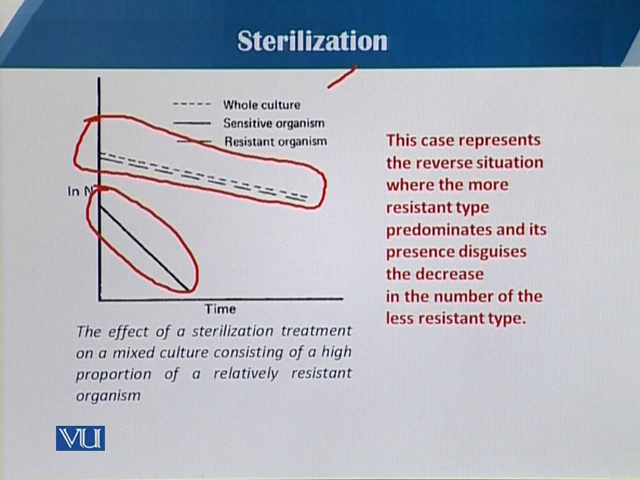 Sterilization
Whole culture
Sensitive organism
Resistant organism
ln N
Time
The effect of a sterilization treatment
on a mixed culture consisting of a high
proportion of a relatively resistant
organism
This case represents
the reverse situation
where the more
resistant type
predominates and its
presence disguises
the decrease
in the number of the
less resistant type.
VU